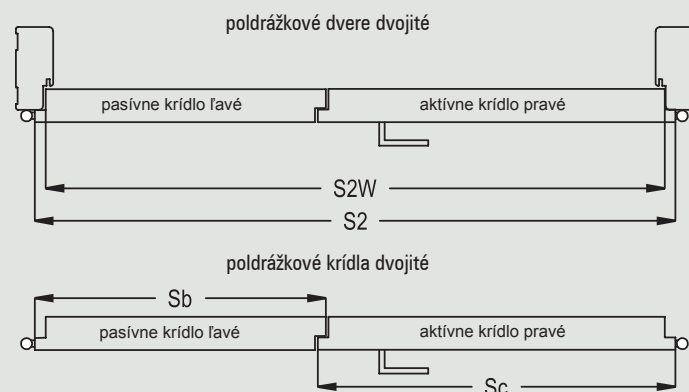 poldrážkové dvere dvojité
pasívne krídlo ľavé
aktívne krídlo pravé
S2W
S2
poldrážkové krídla dvojité
Sb
pasívne krídlo ľavé
aktívne krídlo pravé
Sc